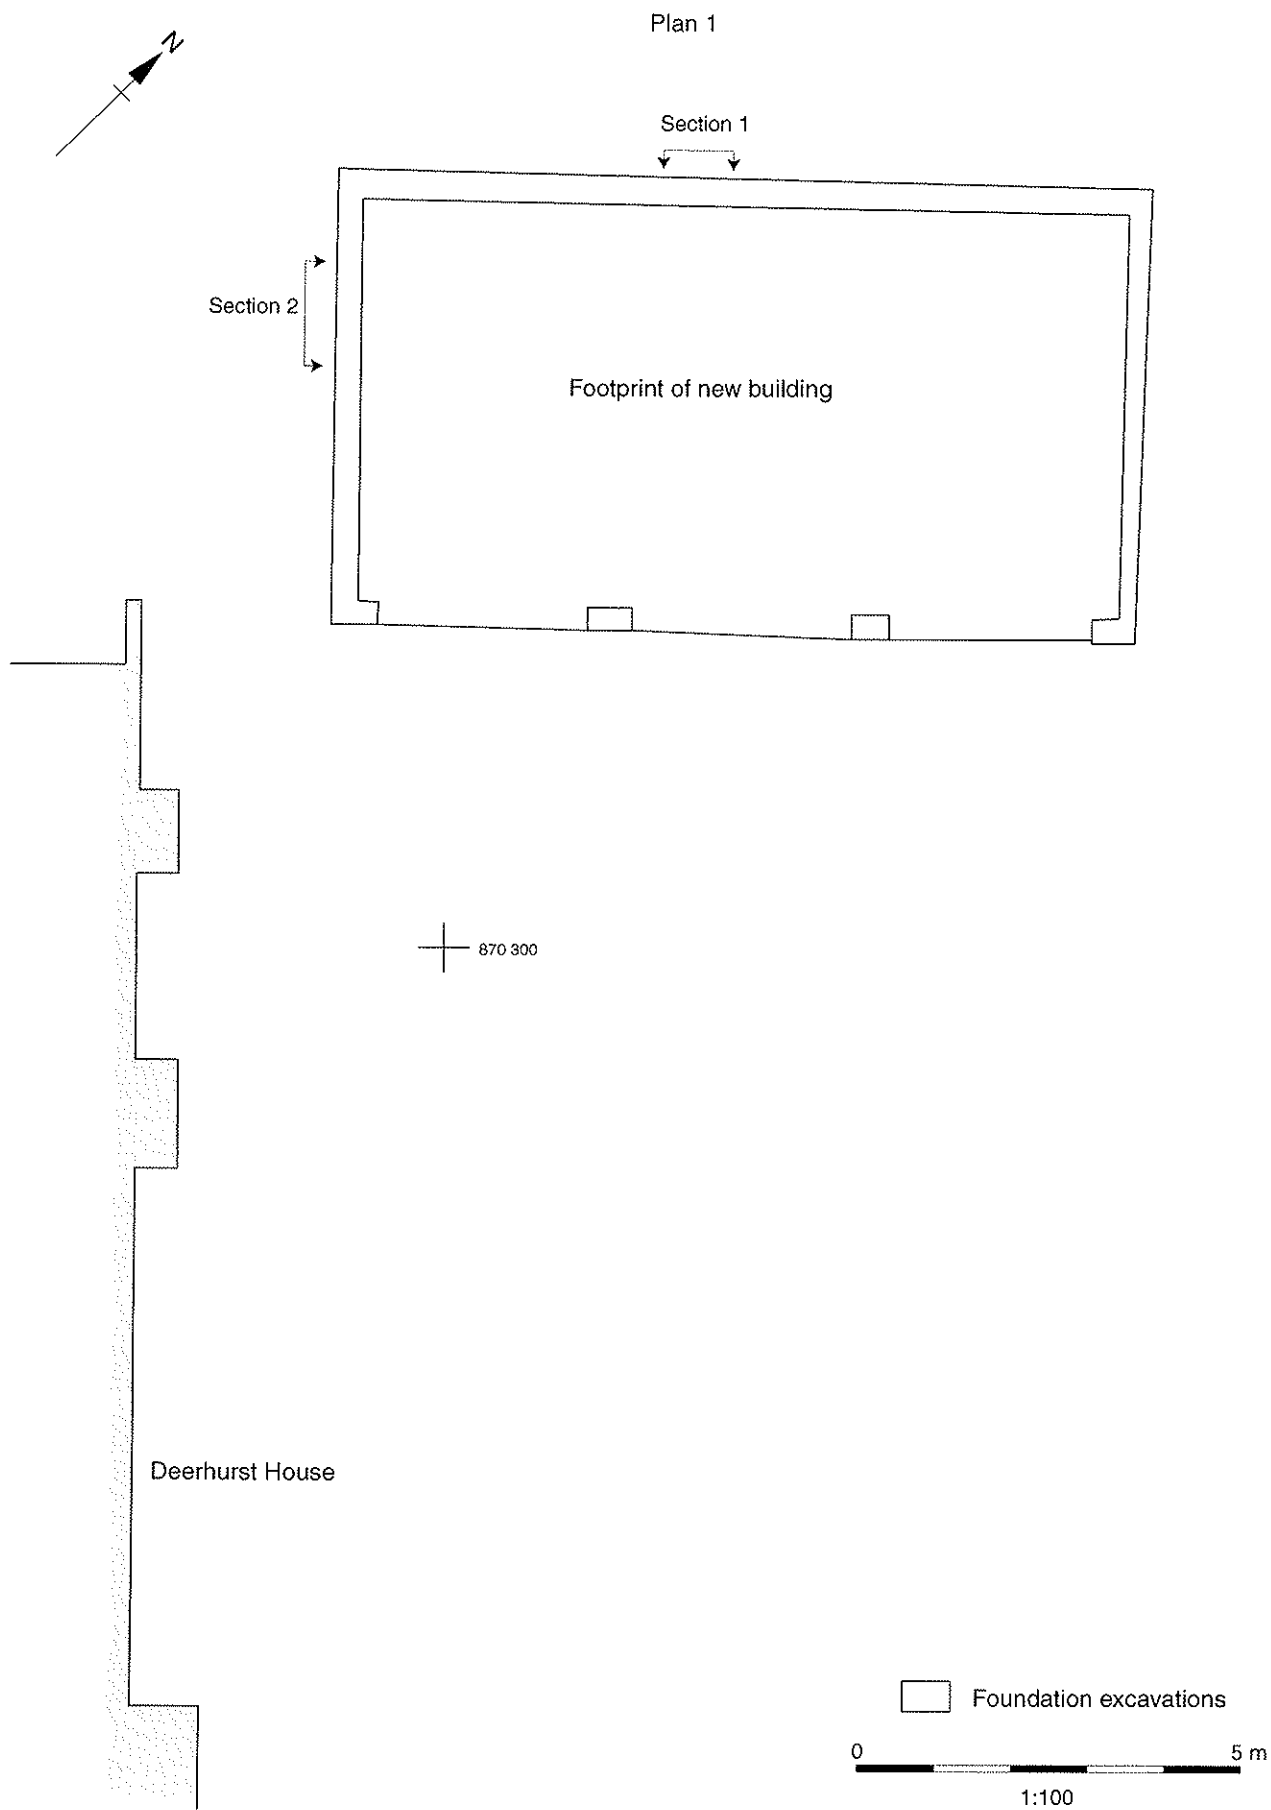 Plan 1
N
Section 1
Section 2
Footprint of new building
870 300
Deerhurst House
Foundation excavations
0 5 m
1:100